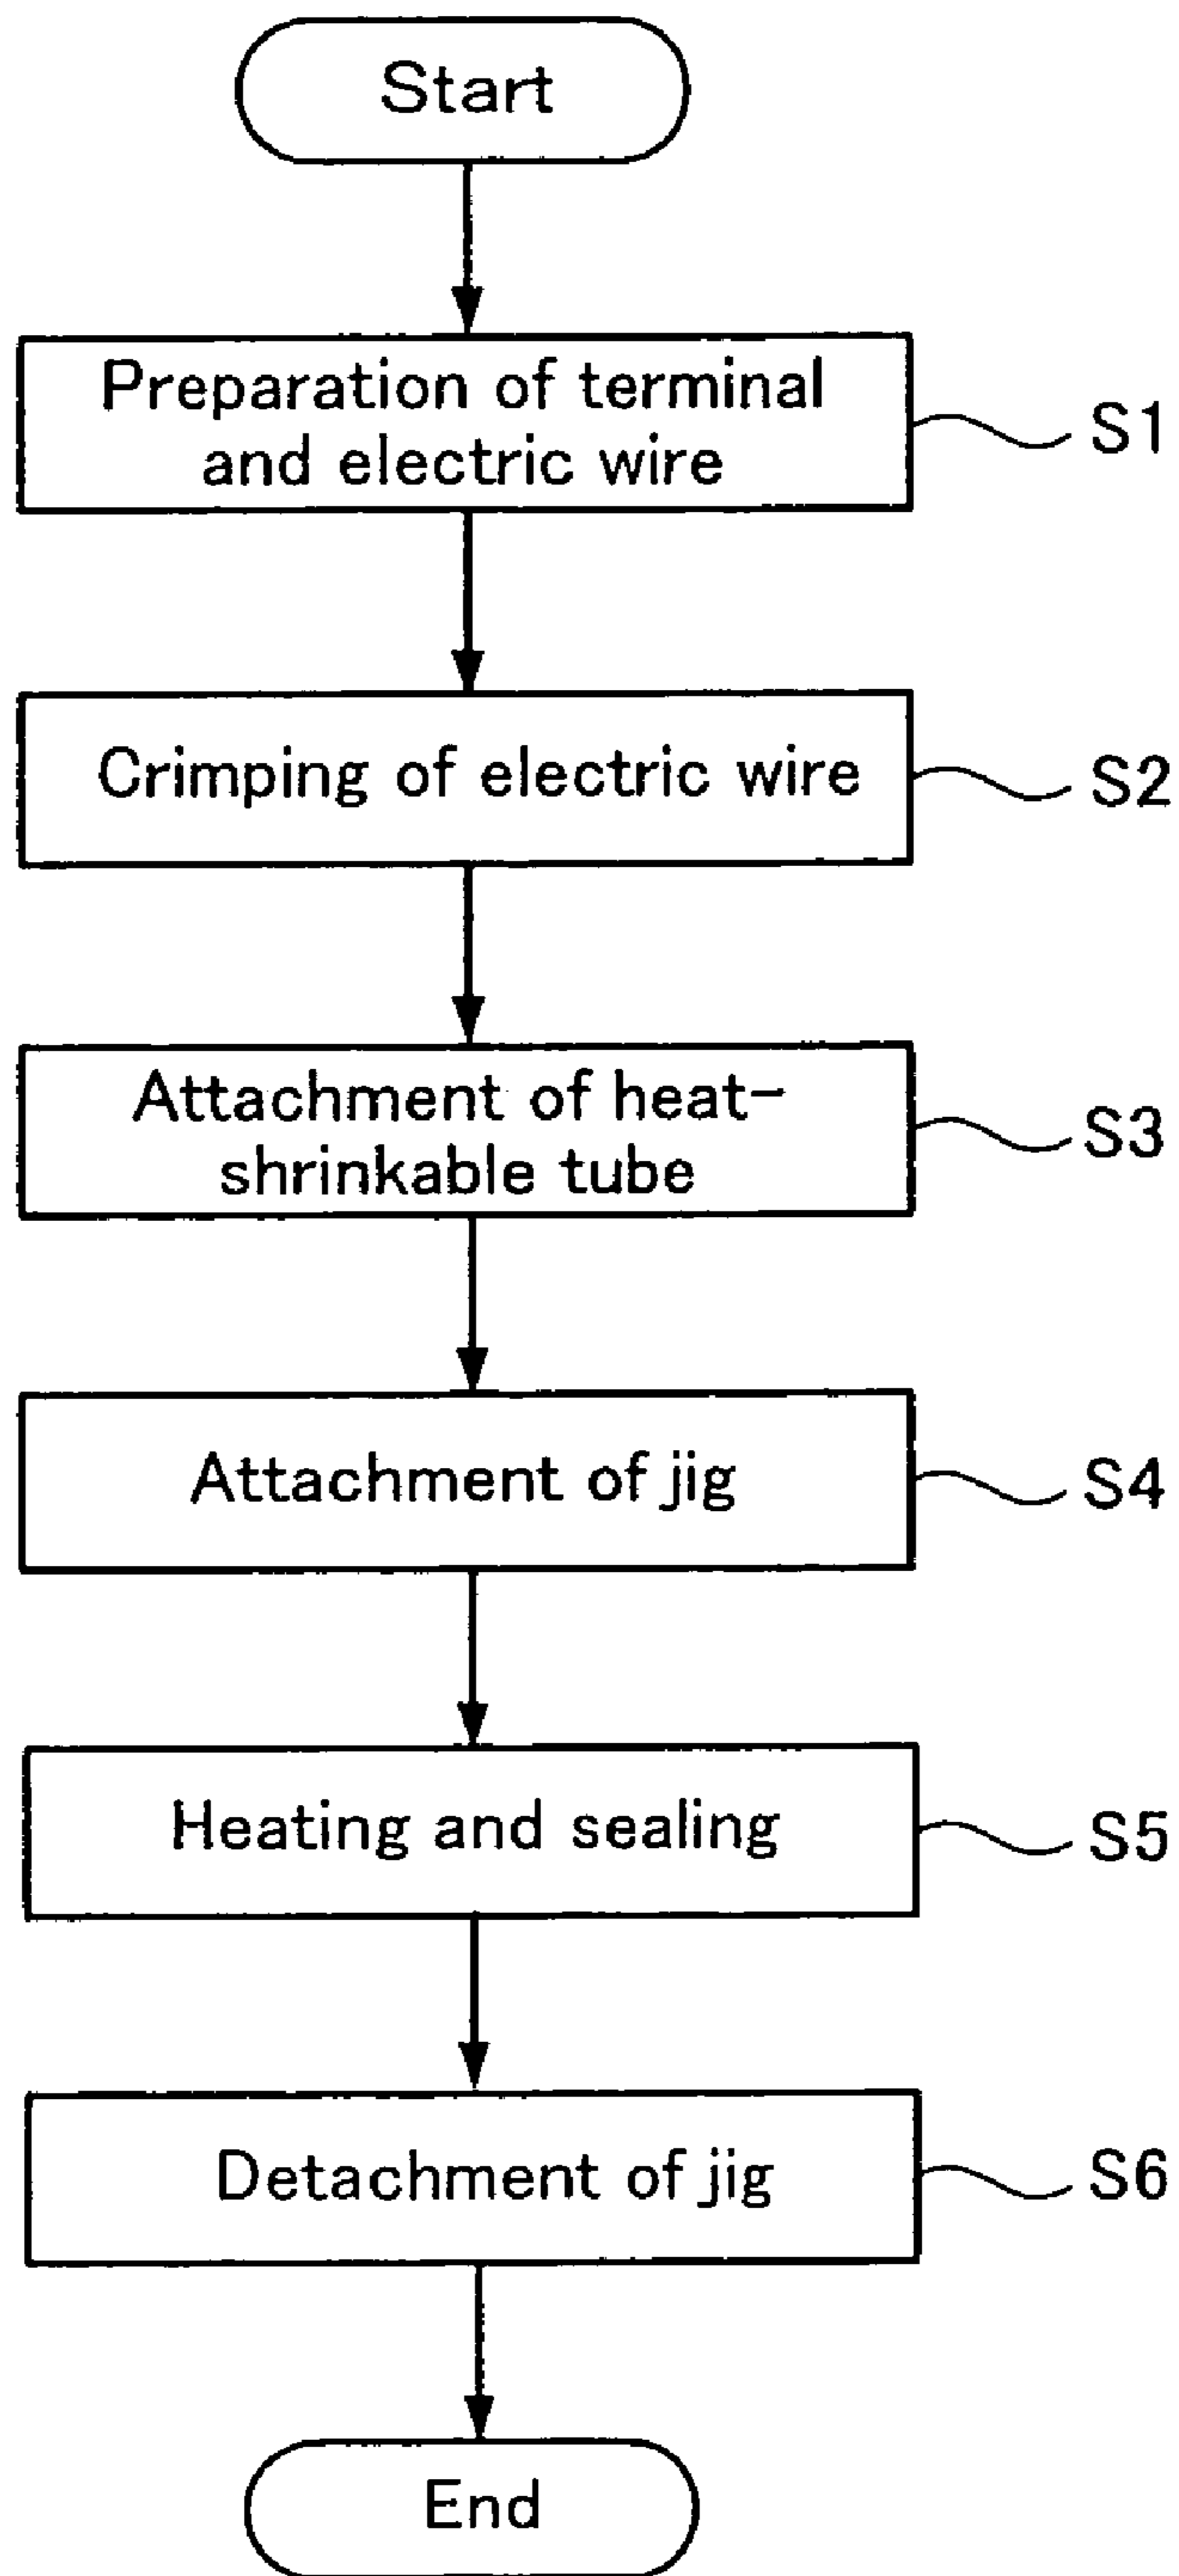 Start
Preparation of terminal
and electric wire
S1
Crimping of electric wire
S2
Attachment of heat-
shrinkable tube
S3
Attachment of jig
S4
Heating and sealing
S5
Detachment of jig
S6
End